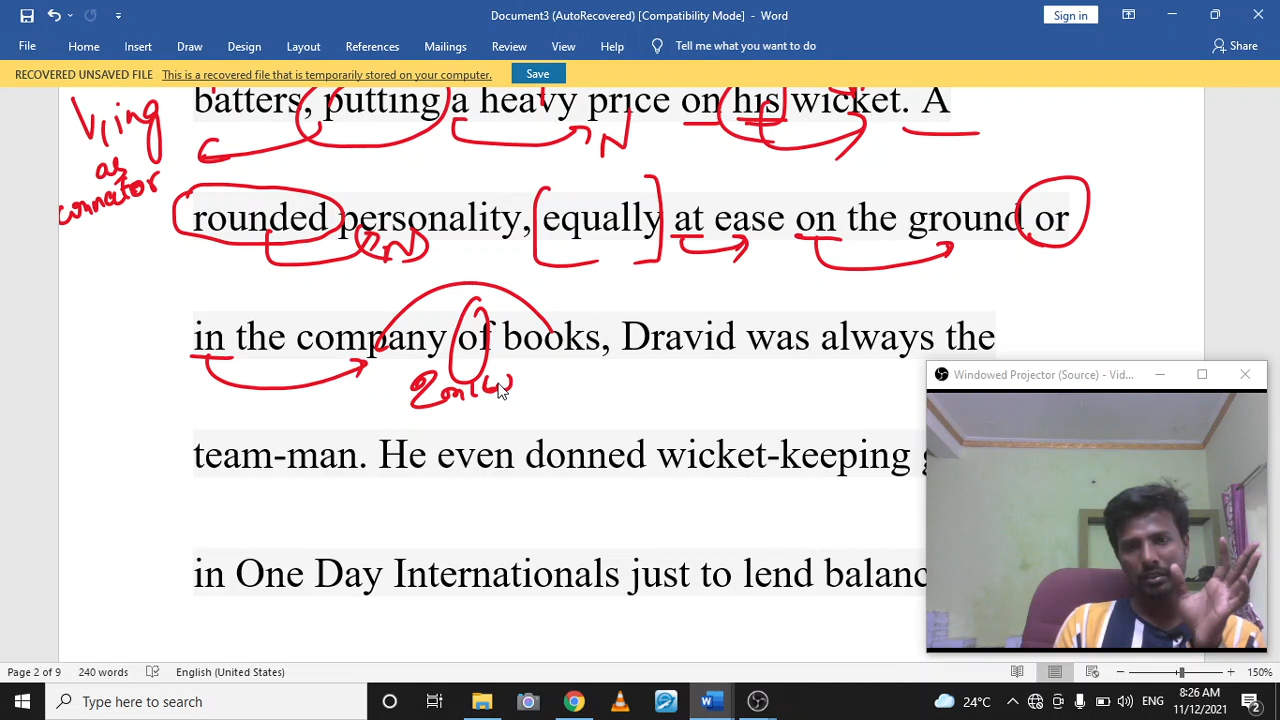 Document3 (AutoRecovered) [Compatibility Mode] - Word
Sign in
File Home Insert Draw Design Layout References Mailings Review View Help Tell me what you want to do Share
RECOVERED UNSAVED FILE This is a recovered file that is temporarily stored on your computer. Save
batters, putting a heavy price on his wicket. A
N
V1 ing
as
connator
rounded personality, equally at ease on the ground or
in the company of books, Dravid was always the
Windowed Projector (Source) - Vid...
team-man. He even donned wicket-keeping
in One Day Internationals just to lend balanc
Page 2 of 9 240 words English (United States) 150%
Type here to search 24°C ENG 8:26 AM
11/12/2021 2